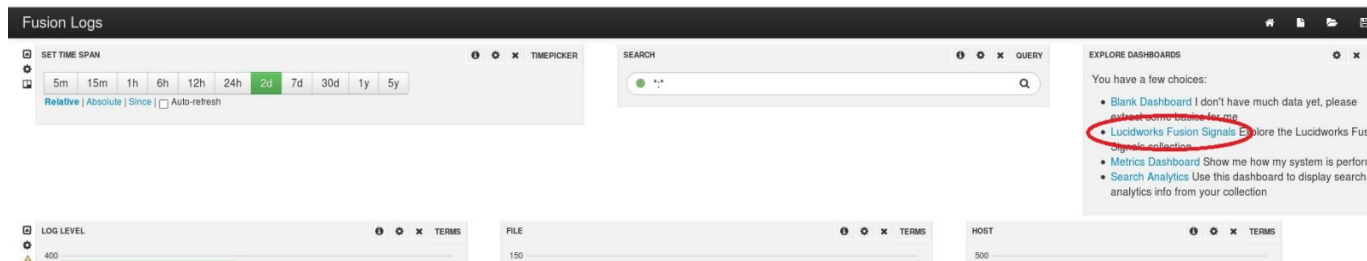 Fusion Logs
SET TIME SPAN
TIMEPICKER
5m 15m 1h 6h 12h 24h 2d 7d 30d 1y 5y
Relative | Absolute | Since | Auto-refresh
SEARCH
QUERY
*:*
EXPLORE DASHBOARDS
You have a few choices:
Blank Dashboard I don't have much data yet, please
extract some basics for me
Lucidworks Fusion Signals Explore the Lucidworks Fus
Signals collection
Metrics Dashboard Show me how my system is perform
Search Analytics Use this dashboard to display search
analytics info from your collection
LOG LEVEL
TERMS
400
FILE
TERMS
150
HOST
TERMS
500